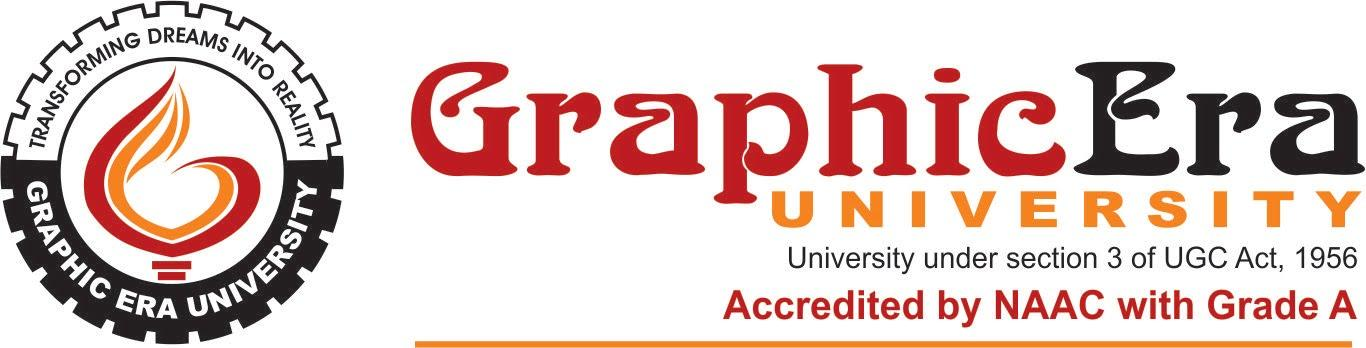 TRANSFORMING DREAMS INTO REALITY
GRAPHIC ERA UNIVERSITY
GraphicEra
UNIVERSITY
University under section 3 of UGC Act, 1956
Accredited by NAAC with Grade A